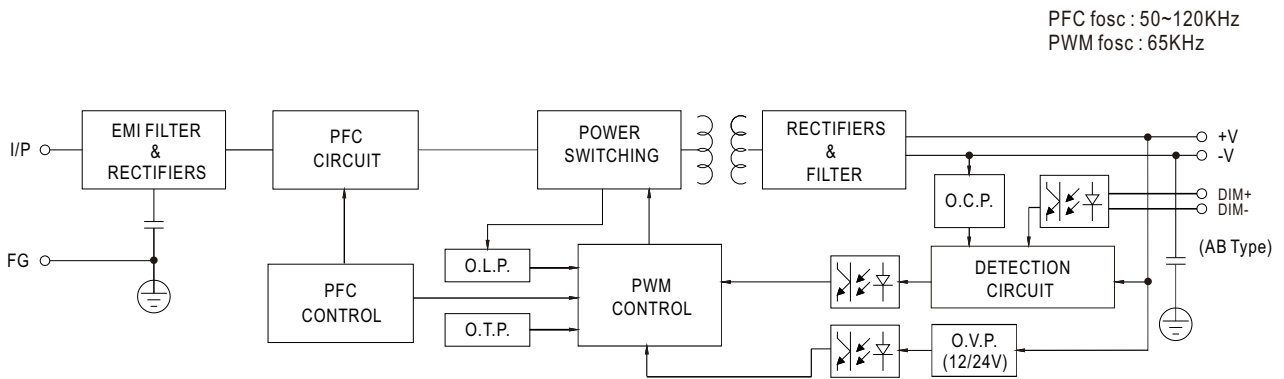 PFC fosc : 50~120KHz
PWM fosc : 65KHz
I/P
EMI FILTER
&
RECTIFIERS
PFC
CIRCUIT
POWER
SWITCHING
RECTIFIERS
&
FILTER
+V
-V
O.C.P.
DIM+
DIM-
(AB Type)
FG
O.L.P.
PFC
CONTROL
O.T.P.
PWM
CONTROL
DETECTION
CIRCUIT
O.V.P.
(12/24V)